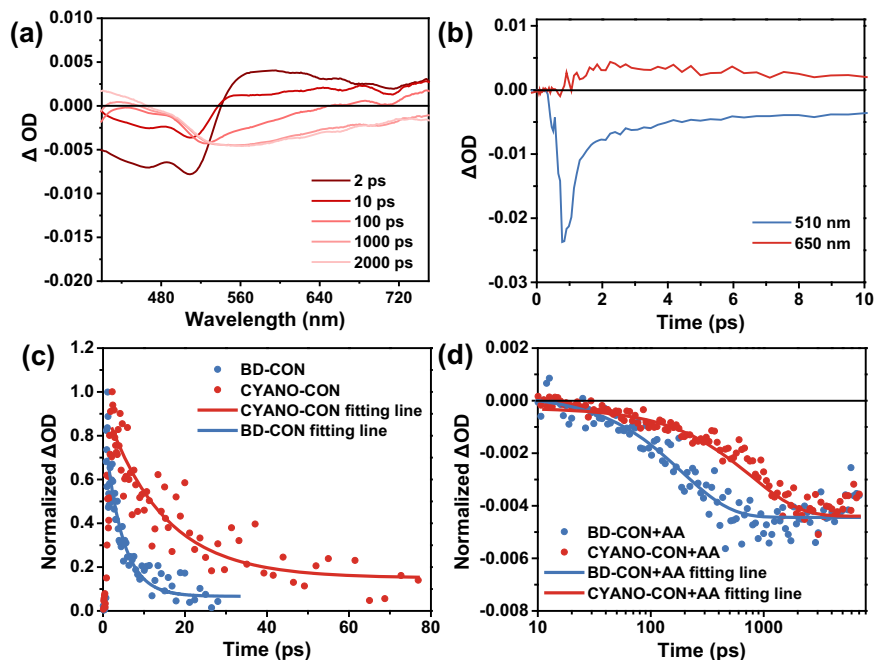 (a)
0.010
0.005
0.000
-0.005
-0.010
-0.015
-0.020
Δ OD
2 ps
10 ps
100 ps
1000 ps
2000 ps
480 560 640 720
Wavelength (nm)
(b)
0.01
0.00
-0.01
-0.02
-0.03
ΔOD
510 nm
650 nm
0 2 4 6 8 10
Time (ps)
(c)
1.2
1.0
0.8
0.6
0.4
0.2
0.0
Normalized ΔOD
BD-CON
CYANO-CON
CYANO-CON fitting line
BD-CON fitting line
0 20 40 60 80
Time (ps)
(d)
0.002
0.000
-0.002
-0.004
-0.006
-0.008
Normalized ΔOD
BD-CON+AA
CYANO-CON+AA
BD-CON+AA fitting line
CYANO-CON+AA fitting line
10 100 1000
Time (ps)